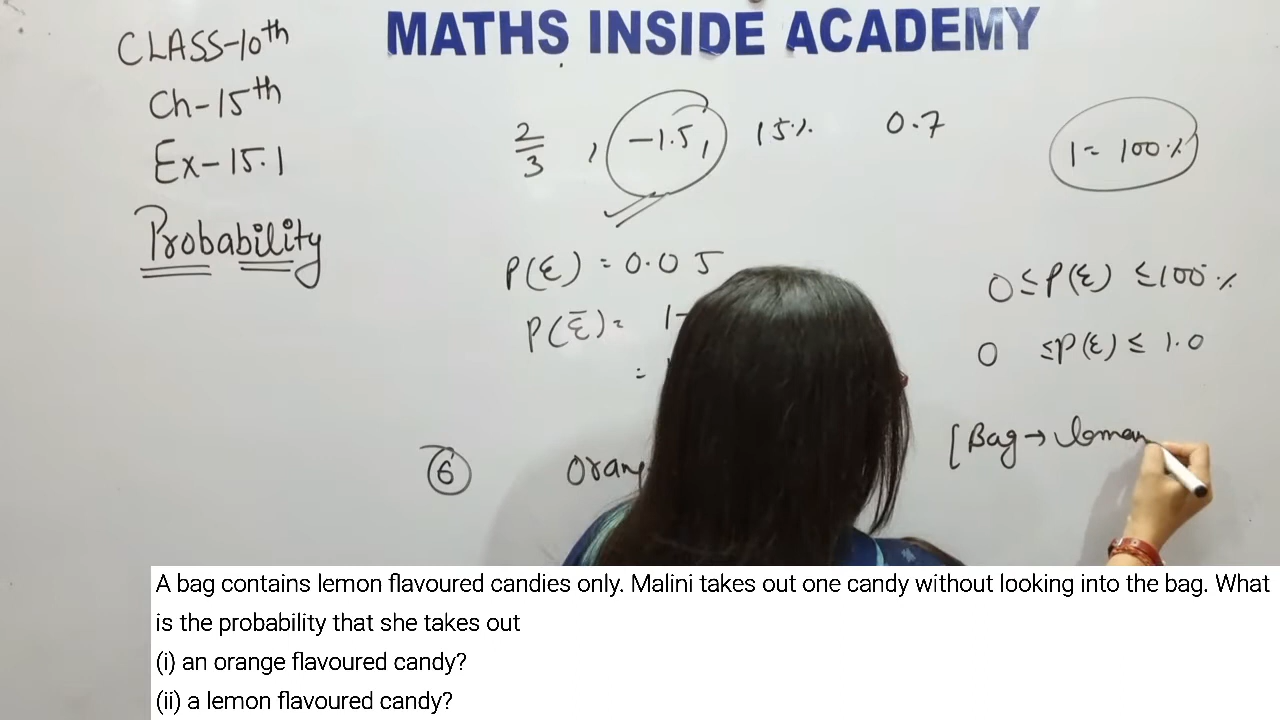 MATHS INSIDE ACADEMY
CLASS-10th
Ch-15th
Ex-15.1
Probability
2/3 , -1.5, 15% 0.7
1 = 100%
P(E) = 0.05
P(Ē) = 1-
=
0 ≤ P(E) ≤ 100%
0 ≤ P(E) ≤ 1.0
6
[Bag →
A bag contains lemon flavoured candies only. Malini takes out one candy without looking into the bag. What
is the probability that she takes out
(i) an orange flavoured candy?
(ii) a lemon flavoured candy?